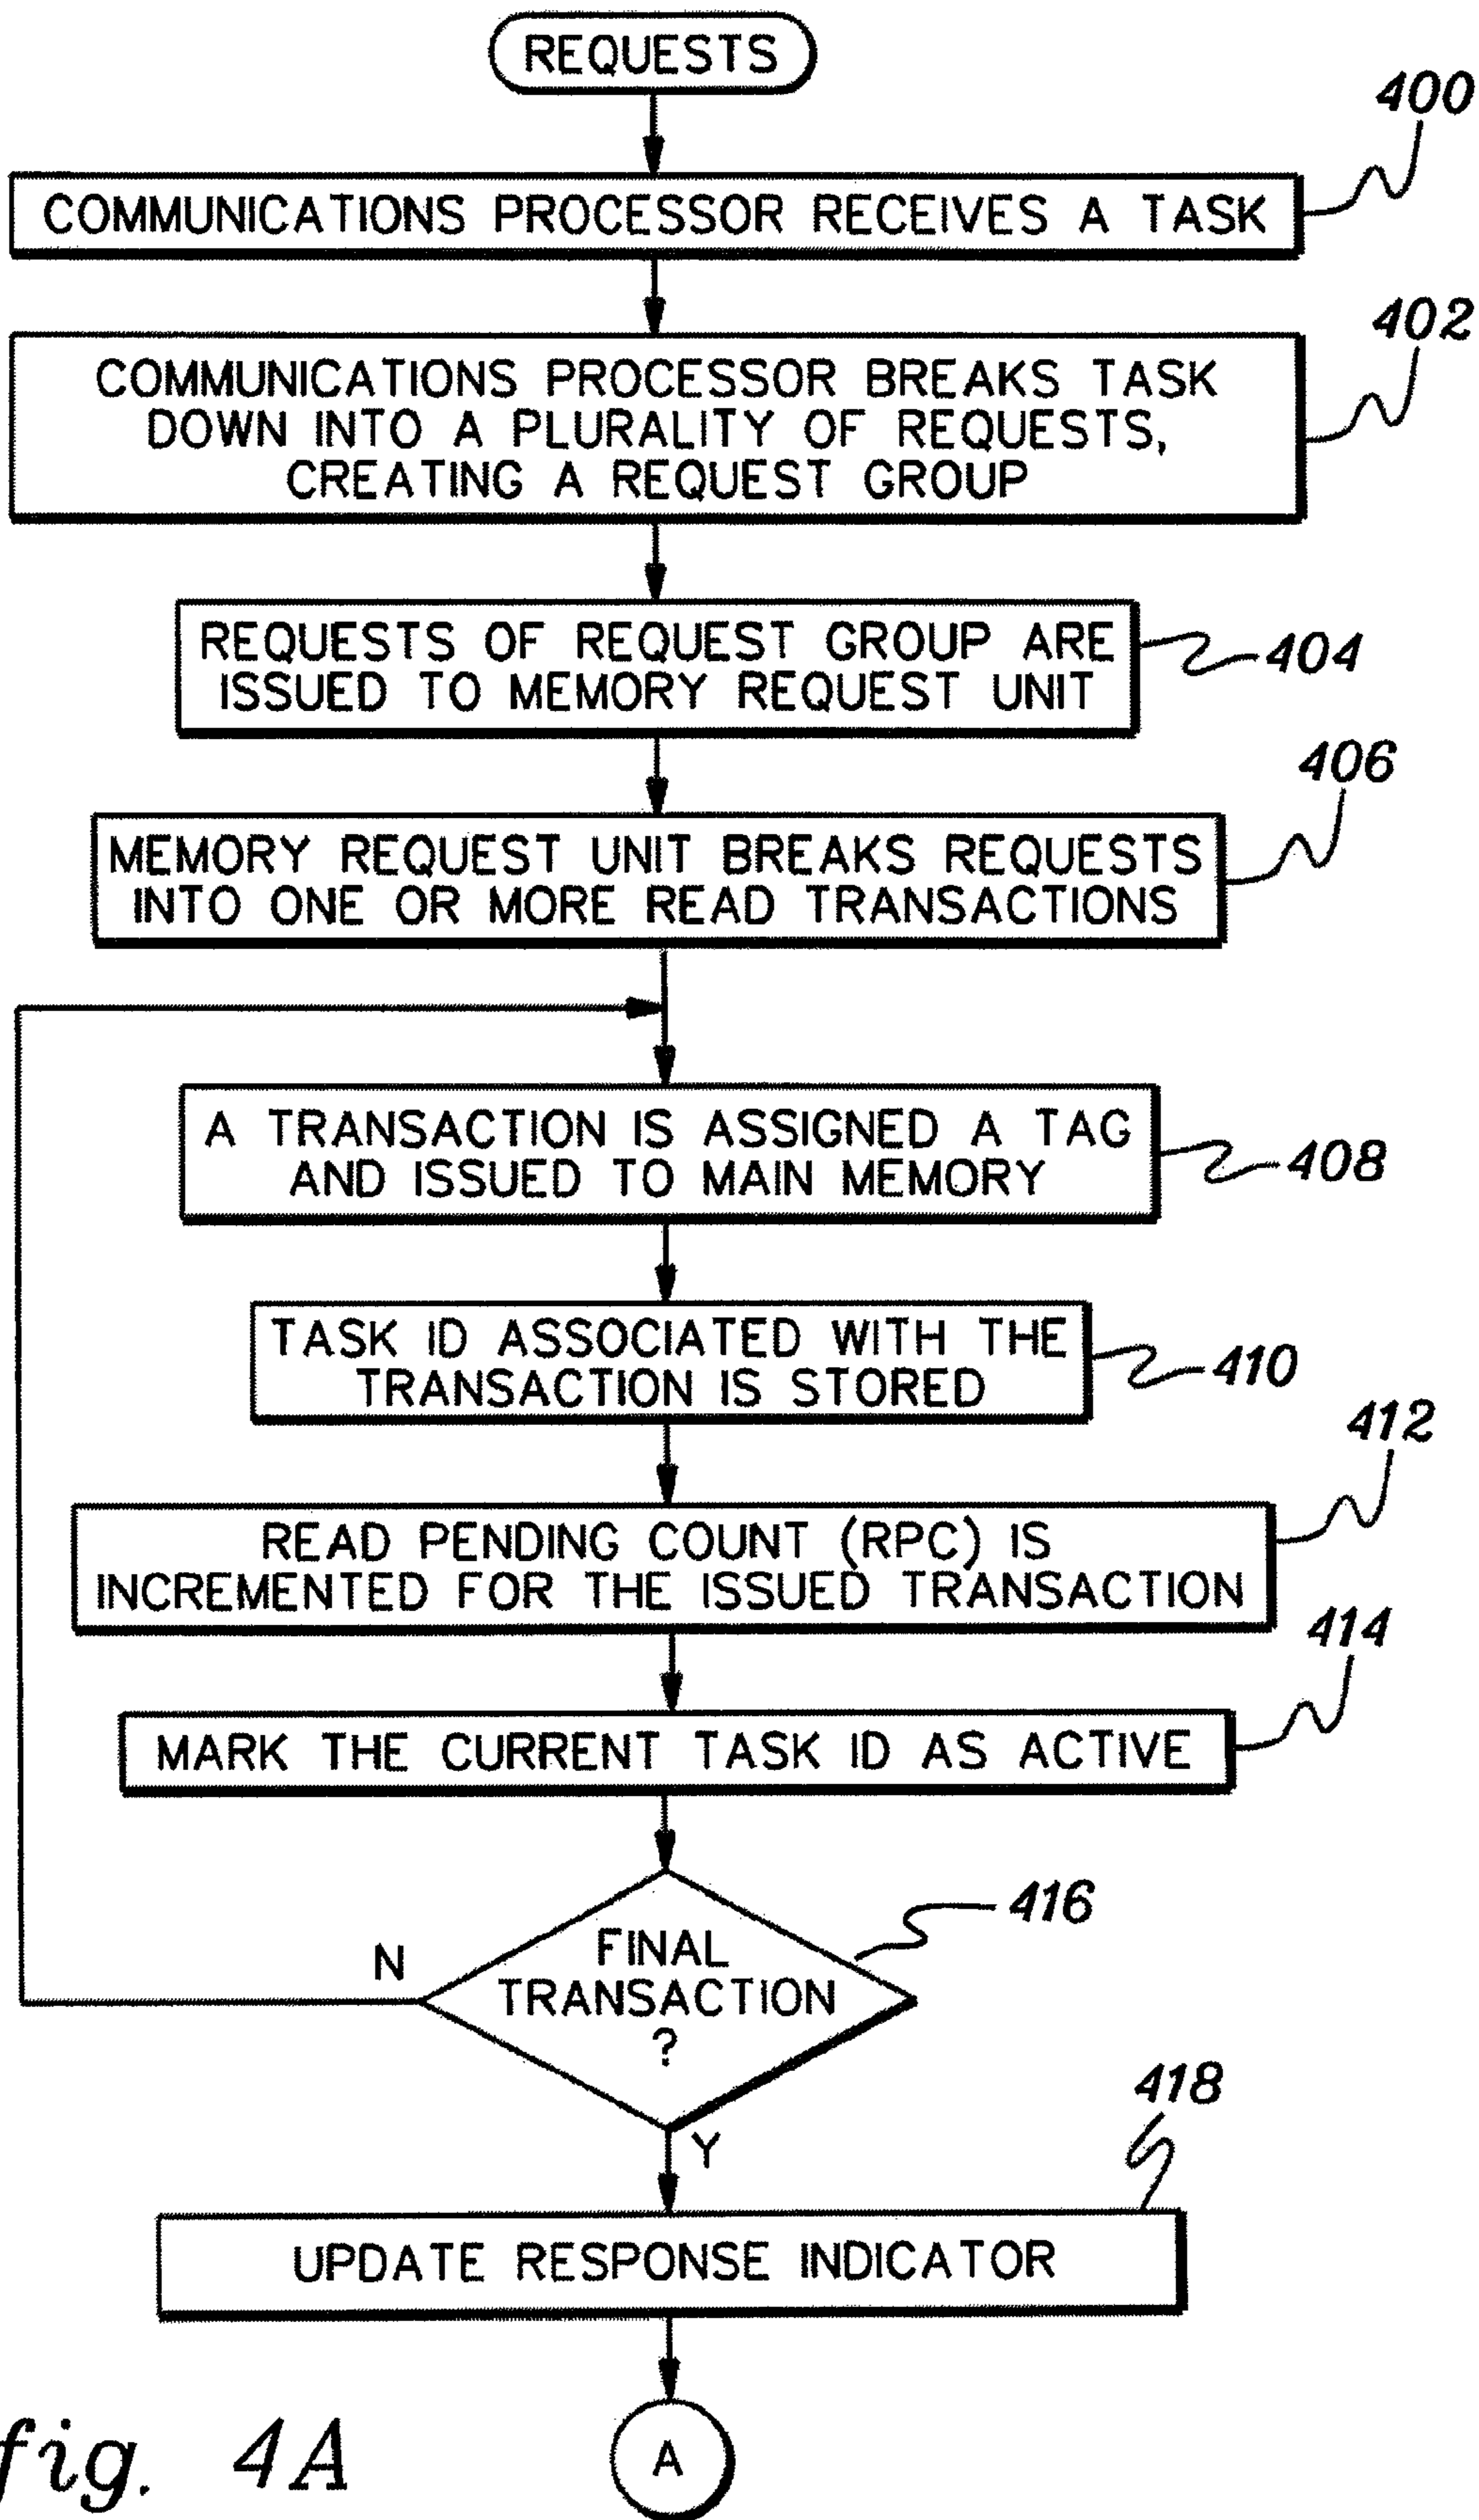 REQUESTS
400
COMMUNICATIONS PROCESSOR RECEIVES A TASK
402
COMMUNICATIONS PROCESSOR BREAKS TASK
DOWN INTO A PLURALITY OF REQUESTS,
CREATING A REQUEST GROUP
REQUESTS OF REQUEST GROUP ARE
ISSUED TO MEMORY REQUEST UNIT
404
406
MEMORY REQUEST UNIT BREAKS REQUESTS
INTO ONE OR MORE READ TRANSACTIONS
A TRANSACTION IS ASSIGNED A TAG
AND ISSUED TO MAIN MEMORY
408
TASK ID ASSOCIATED WITH THE
TRANSACTION IS STORED
410
412
READ PENDING COUNT (RPC) IS
INCREMENTED FOR THE ISSUED TRANSACTION
414
MARK THE CURRENT TASK ID AS ACTIVE
416
N
FINAL
TRANSACTION
?
Y
418
UPDATE RESPONSE INDICATOR
A
fig. 4A